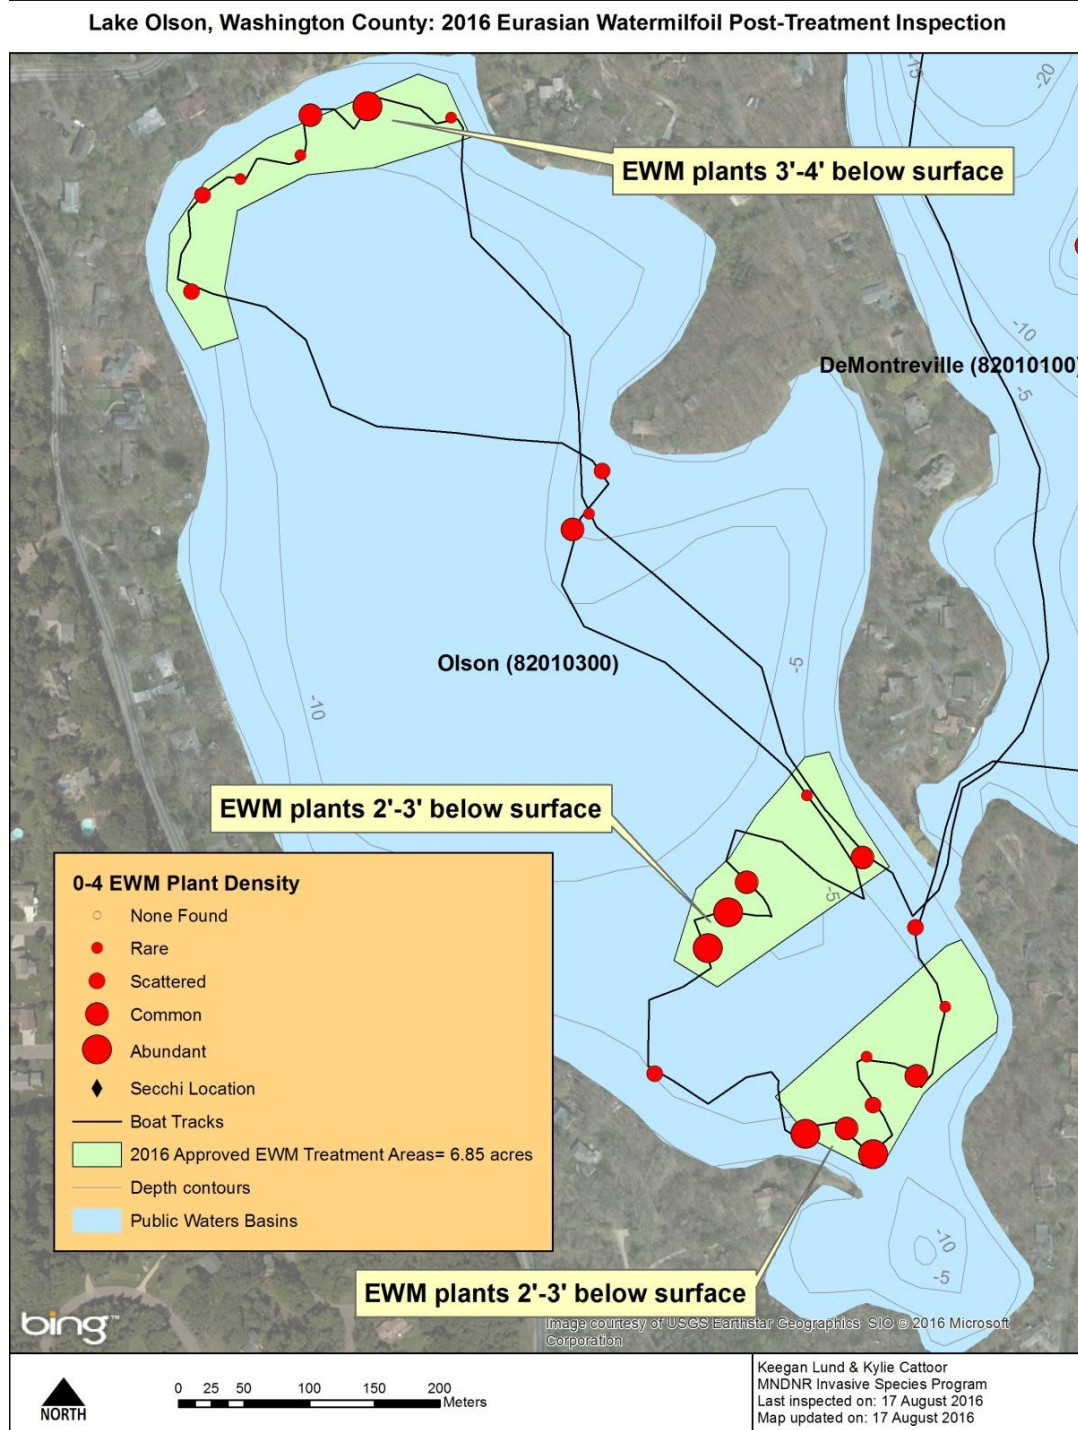 Lake Olson, Washington County: 2016 Eurasian Watermilfoil Post-Treatment Inspection
-15
-20
EWM plants 3'-4' below surface
-10
DeMontreville (82010100)
-5
Olson (82010300)
-5
-10
EWM plants 2'-3' below surface
-5
0-4 EWM Plant Density
None Found
Rare
Scattered
Common
Abundant
Secchi Location
Boat Tracks
2016 Approved EWM Treatment Areas= 6.85 acres
Depth contours
Public Waters Basins
-10
-5
EWM plants 2'-3' below surface
bing™
Image courtesy of USGS Earthstar Geographics SIO © 2016 Microsoft
Corporation
NORTH
0 25 50 100 150 200
Meters
Keegan Lund & Kylie Cattoor
MNDNR Invasive Species Program
Last inspected on: 17 August 2016
Map updated on: 17 August 2016